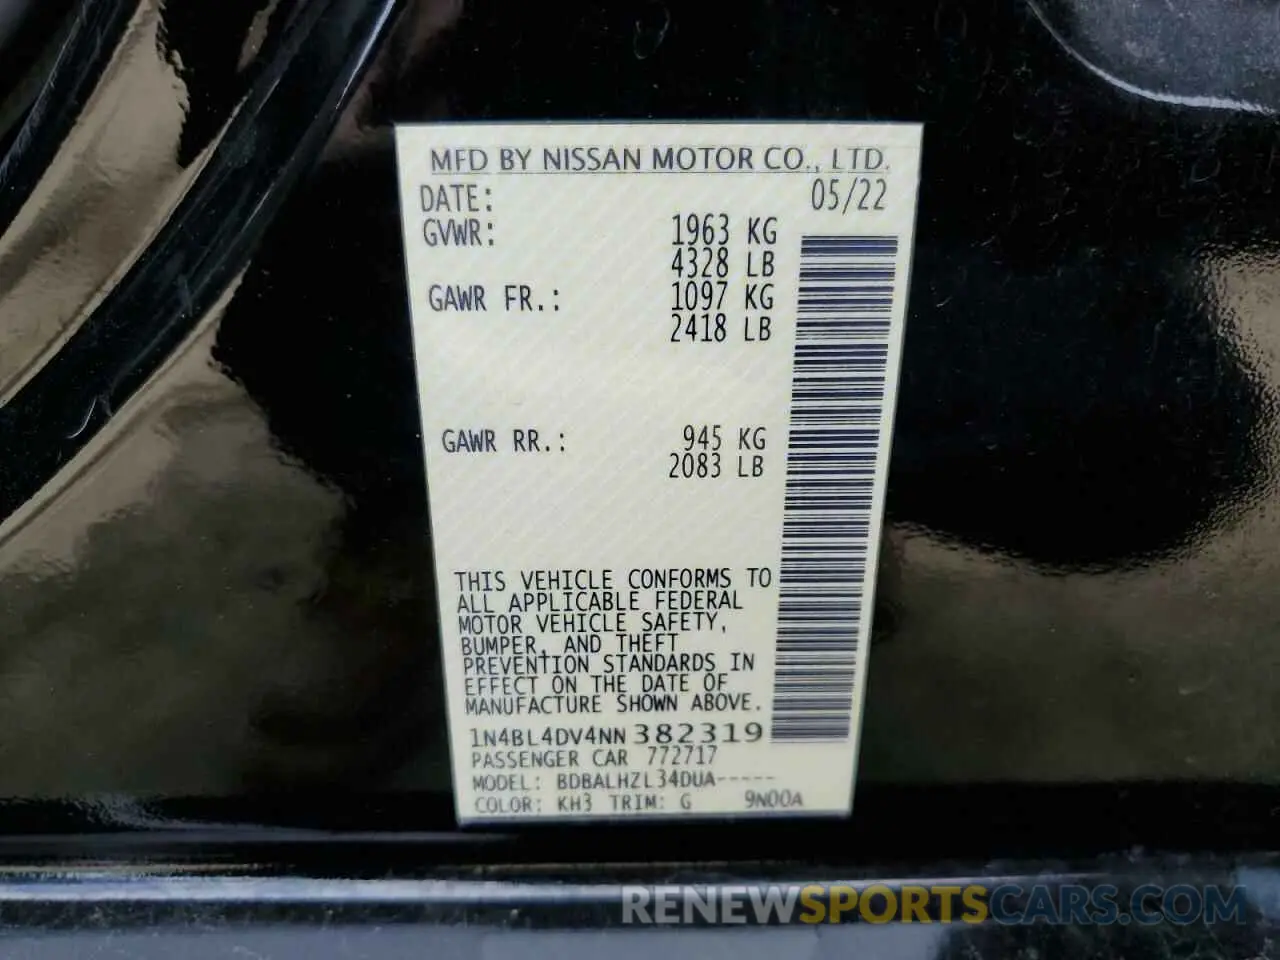 MFD BY NISSAN MOTOR CO., LTD.
DATE: 05/22
GVWR: 1963 KG
4328 LB
GAWR FR.: 1097 KG
2418 LB
GAWR RR.: 945 KG
2083 LB
THIS VEHICLE CONFORMS TO
ALL APPLICABLE FEDERAL
MOTOR VEHICLE SAFETY,
BUMPER, AND THEFT
PREVENTION STANDARDS IN
EFFECT ON THE DATE OF
MANUFACTURE SHOWN ABOVE.
1N4BL4DV4NN382319
PASSENGER CAR 772717
MODEL: BDBALHZL34DUA-----
COLOR: KH3 TRIM: G 9N00A
RENEWSPORTSCARS.COM